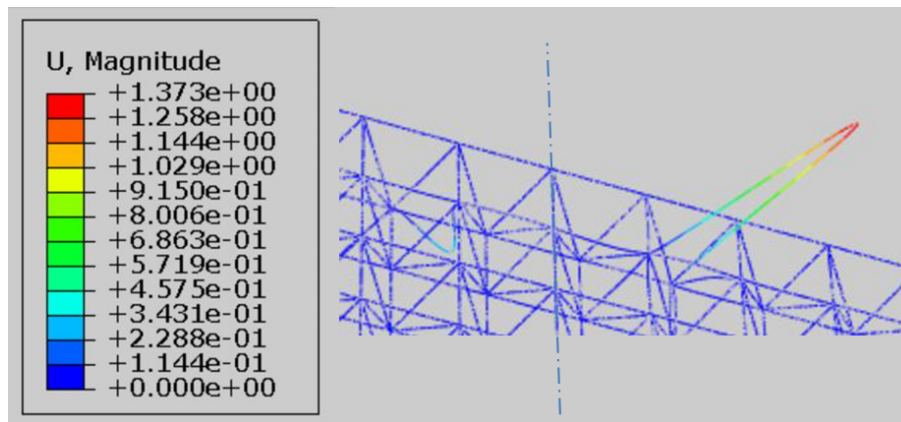 U, Magnitude
+1.373e+00
+1.258e+00
+1.144e+00
+1.029e+00
+9.150e-01
+8.006e-01
+6.863e-01
+5.719e-01
+4.575e-01
+3.431e-01
+2.288e-01
+1.144e-01
+0.000e+00